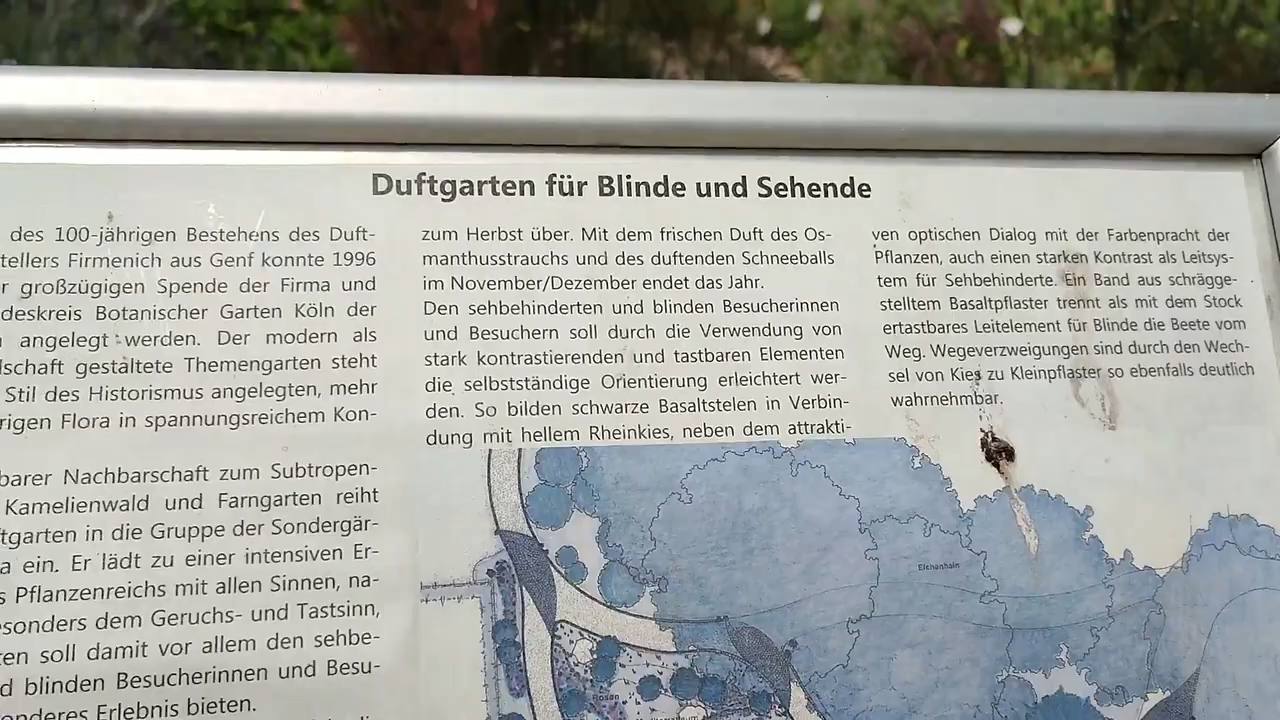 Duftgarten für Blinde und Sehende
des 100-jährigen Bestehens des Duft-
tellers Firmenich aus Genf konnte 1996
r großzügigen Spende der Firma und
deskreis Botanischer Garten Köln der
angelegt werden. Der modern als
lschaft gestaltete Themengarten steht
Stil des Historismus angelegten, mehr
rigen Flora in spannungsreichem Kon-
barer Nachbarschaft zum Subtropen-
Kamelienwald und Farngarten reiht
tgarten in die Gruppe der Sondergär-
a ein. Er lädt zu einer intensiven Er-
s Pflanzenreichs mit allen Sinnen, na-
esonders dem Geruchs- und Tastsinn,
ten soll damit vor allem den sehbe-
d blinden Besucherinnen und Besu-
onderes Erlebnis bieten.
zum Herbst über. Mit dem frischen Duft des Os-
manthusstrauchs und des duftenden Schneeballs
im November/Dezember endet das Jahr.
Den sehbehinderten und blinden Besucherinnen
und Besuchern soll durch die Verwendung von
stark kontrastierenden und tastbaren Elementen
die selbstständige Orientierung erleichtert wer-
den. So bilden schwarze Basaltstelen in Verbin-
dung mit hellem Rheinkies, neben dem attrakti-
ven optischen Dialog mit der Farbenpracht der
Pflanzen, auch einen starken Kontrast als Leitsys-
tem für Sehbehinderte. Ein Band aus schrägge-
stelltem Basaltpflaster trennt als mit dem Stock
ertastbares Leitelement für Blinde die Beete vom
Weg. Wegeverzweigungen sind durch den Wech-
sel von Kies zu Kleinpflaster so ebenfalls deutlich
wahrnehmbar.
Eichenhain
Rosen